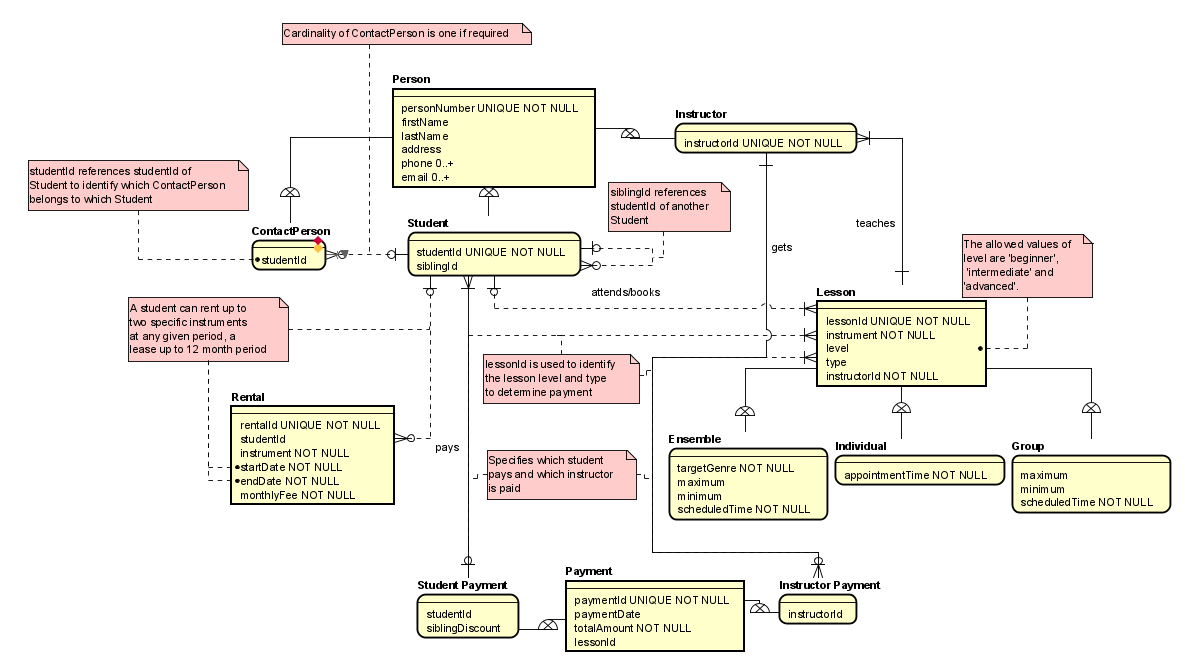 Cardinality of ContactPerson is one if required
Person
personNumber UNIQUE NOT NULL
firstName
lastName
address
phone 0..+
email 0..+
Instructor
instructorId UNIQUE NOT NULL
studentId references studentId of
Student to identify which ContactPerson
belongs to which Student
siblingId references
studentId of another
Student
ContactPerson
studentId
Student
studentId UNIQUE NOT NULL
siblingId
gets
teaches
The allowed values of
level are 'beginner',
'intermediate' and
'advanced'.
attends/books
Lesson
lessonId UNIQUE NOT NULL
instrument NOT NULL
level
type
instructorId NOT NULL
A student can rent up to
two specific instruments
at any given period, a
lease up to 12 month period
lessonId is used to identify
the lesson level and type
to determine payment
Rental
rentalId UNIQUE NOT NULL
studentId
instrument NOT NULL
startDate NOT NULL
endDate NOT NULL
monthlyFee NOT NULL
pays
Specifies which student
pays and which instructor
is paid
Ensemble
targetGenre NOT NULL
maximum
minimum
scheduledTime NOT NULL
Individual
appointmentTime NOT NULL
Group
maximum
minimum
scheduledTime NOT NULL
Student Payment
studentId
siblingDiscount
Payment
paymentId UNIQUE NOT NULL
paymentDate
totalAmount NOT NULL
lessonId
Instructor Payment
instructorId